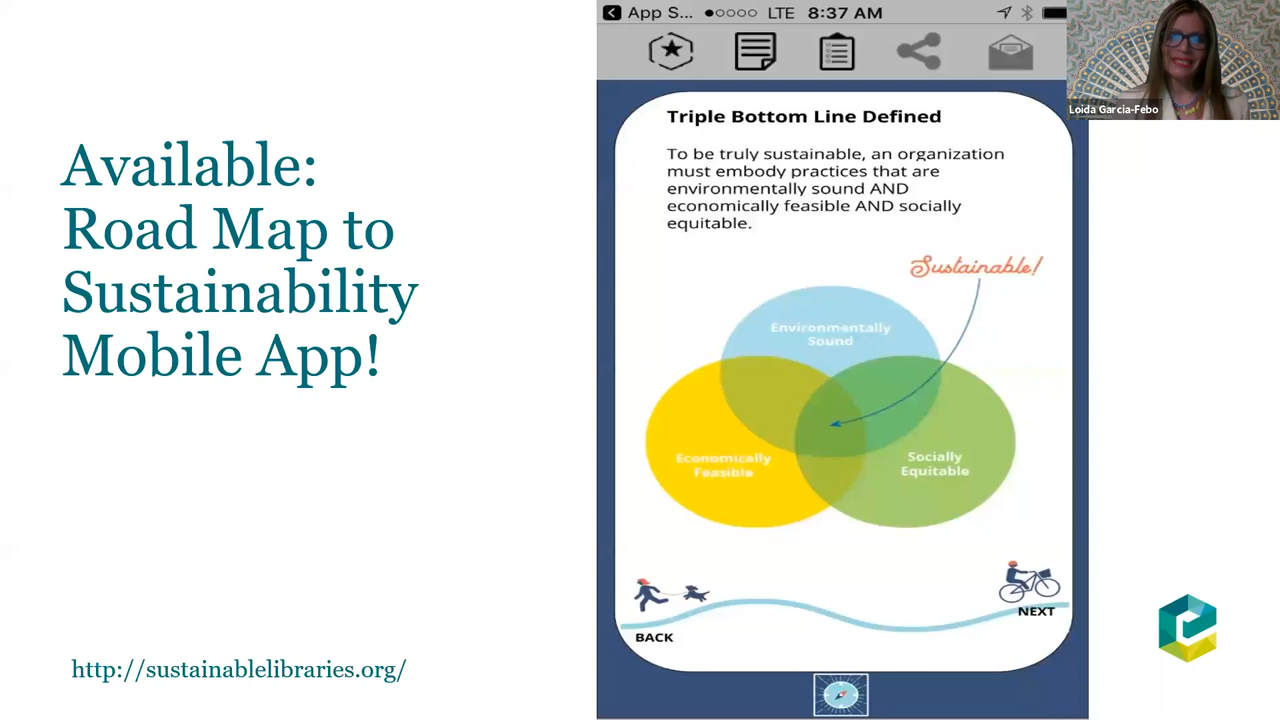 Available:
Road Map to
Sustainability
Mobile App!
http://sustainablelibraries.org/
App S... LTE 8:37 AM
Triple Bottom Line Defined
To be truly sustainable, an organization
must embody practices that are
environmentally sound AND
economically feasible AND socially
equitable.
Sustainable!
Environmentally
Sound
Economically
Feasible
Socially
Equitable
BACK
NEXT
Loida Garcia-Febo